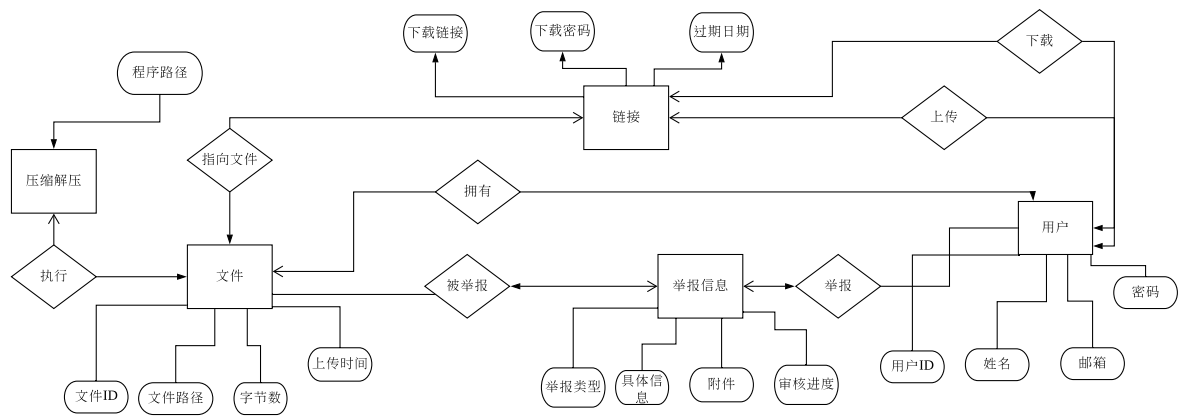 下载链接
下载密码
过期日期
下载
程序路径
链接
上传
指向文件
压缩解压
拥有
用户
执行
文件
被举报
举报信息
举报
密码
文件ID
文件路径
字节数
上传时间
举报类型
具体信
息
附件
审核进度
用户ID
姓名
邮箱